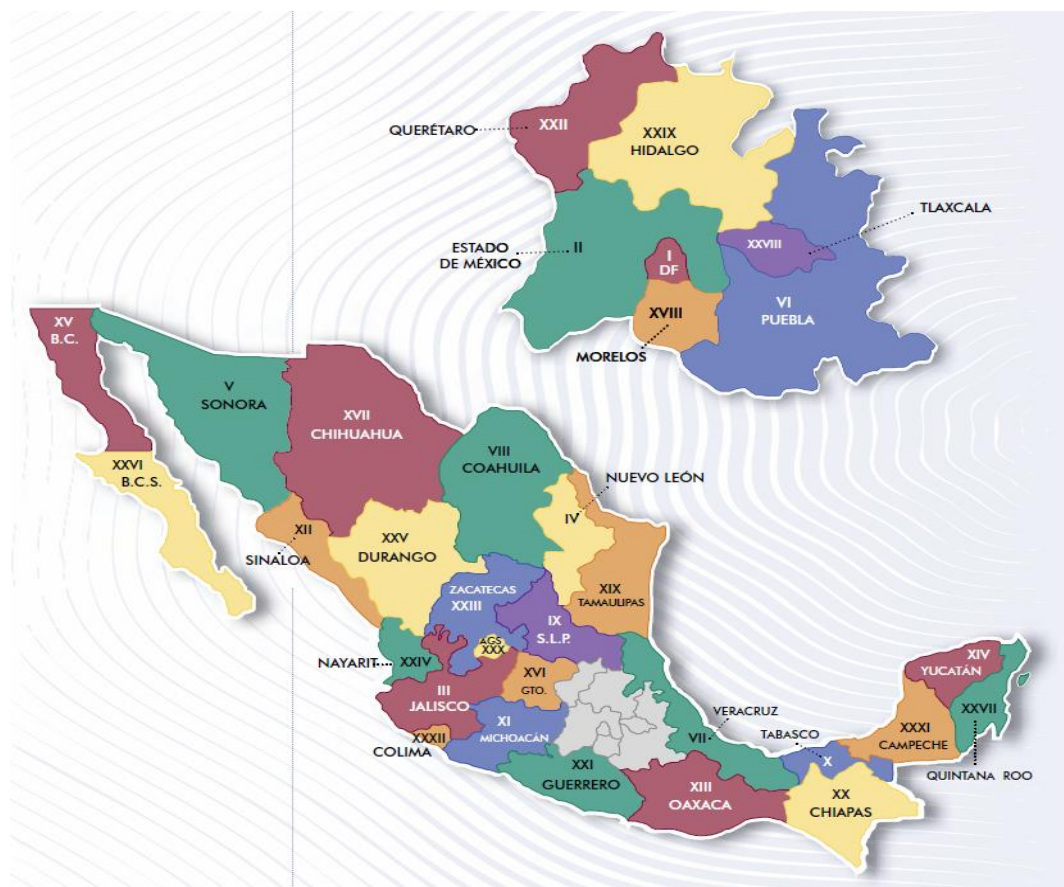 XXII
QUERÉTARO
XXIX
HIDALGO
TLAXCALA
XXVIII
ESTADO
DE MÉXICO
II
I
DF
VI
PUEBLA
XVIII
MORELOS
XV
B.C.
V
SONORA
XVII
CHIHUAHUA
VIII
COAHUILA
XXVI
B.C.S.
NUEVO LEÓN
IV
XII
SINALOA
XXV
DURANGO
ZACATECAS
XXIII
XIX
TAMAULIPAS
IX
S.L.P.
AGS.
XXX
NAYARIT
XXIV
XVI
GTO.
III
JALISCO
XIV
YUCATÁN
XXVII
XI
MICHOACÁN
VERACRUZ
VII
TABASCO
X
XXXI
CAMPECHE
XXXII
COLIMA
XXI
GUERRERO
QUINTANA ROO
XIII
OAXACA
XX
CHIAPAS